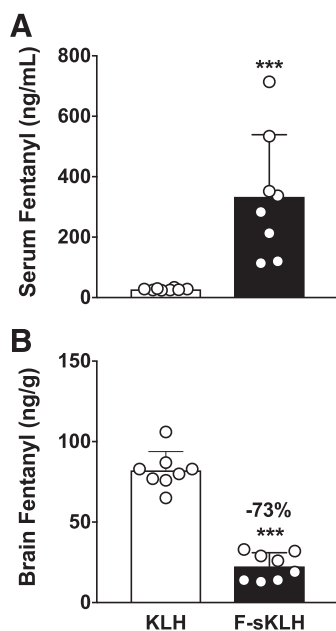 A
Serum Fentanyl (ng/mL)
800
600
400
200
0
***
B
Brain Fentanyl (ng/g)
150
100
50
0
-73%
***
KLH F-sKLH